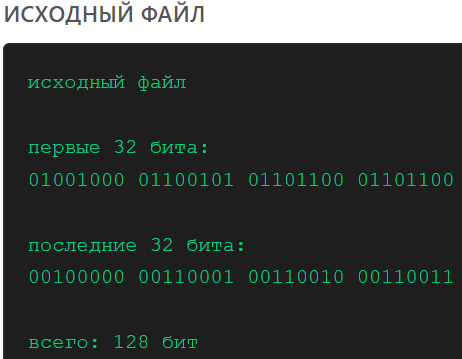 ИСХОДНЫЙ ФАЙЛ
исходный файл
первые 32 бита:
01001000 01100101 01101100 01101100
последние 32 бита:
00100000 00110001 00110010 00110011
всего: 128 бит